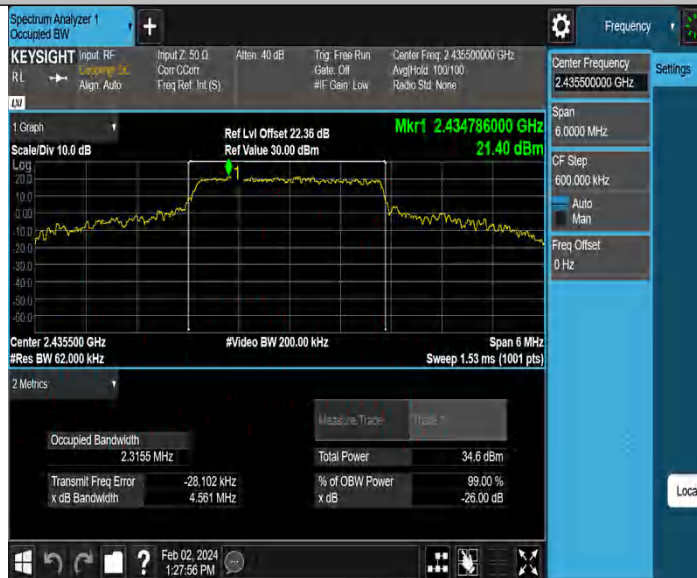 Spectrum Analyzer 1
Occupied BW
+
Frequency
KEYSIGHT Input: RF
RL
Coupling: DC
Align: Auto
Input Z: 50 Ω
Corr CCorr
Freq Ref: Int (S)
Atten: 40 dB
Trig: Free Run
Gate: Off
#IF Gain: Low
Center Freq: 2.435500000 GHz
Avg|Hold: 100/100
Radio Std: None
LXI
Center Frequency
2.435500000 GHz
Settings
Span
6.0000 MHz
CF Step
600.000 kHz
Auto
Man
Freq Offset
0 Hz
1 Graph
Scale/Div 10.0 dB
Ref Lvl Offset 22.36 dB
Ref Value 30.00 dBm
Mkr1 2.434786000 GHz
21.40 dBm
Log
20.0
10.0
0.00
-10.0
-20.0
-30.0
-40.0
-50.0
-60.0
1
Center 2.435500 GHz
#Res BW 62.000 kHz
#Video BW 200.00 kHz
Span 6 MHz
Sweep 1.53 ms (1001 pts)
2 Metrics
Measure Trace
Trace 1
Occupied Bandwidth
2.3155 MHz
Total Power 34.6 dBm
Transmit Freq Error -28.102 kHz
% of OBW Power 99.00 %
x dB Bandwidth 4.561 MHz
x dB -26.00 dB
Loca
?
Feb 02, 2024
1:27:56 PM